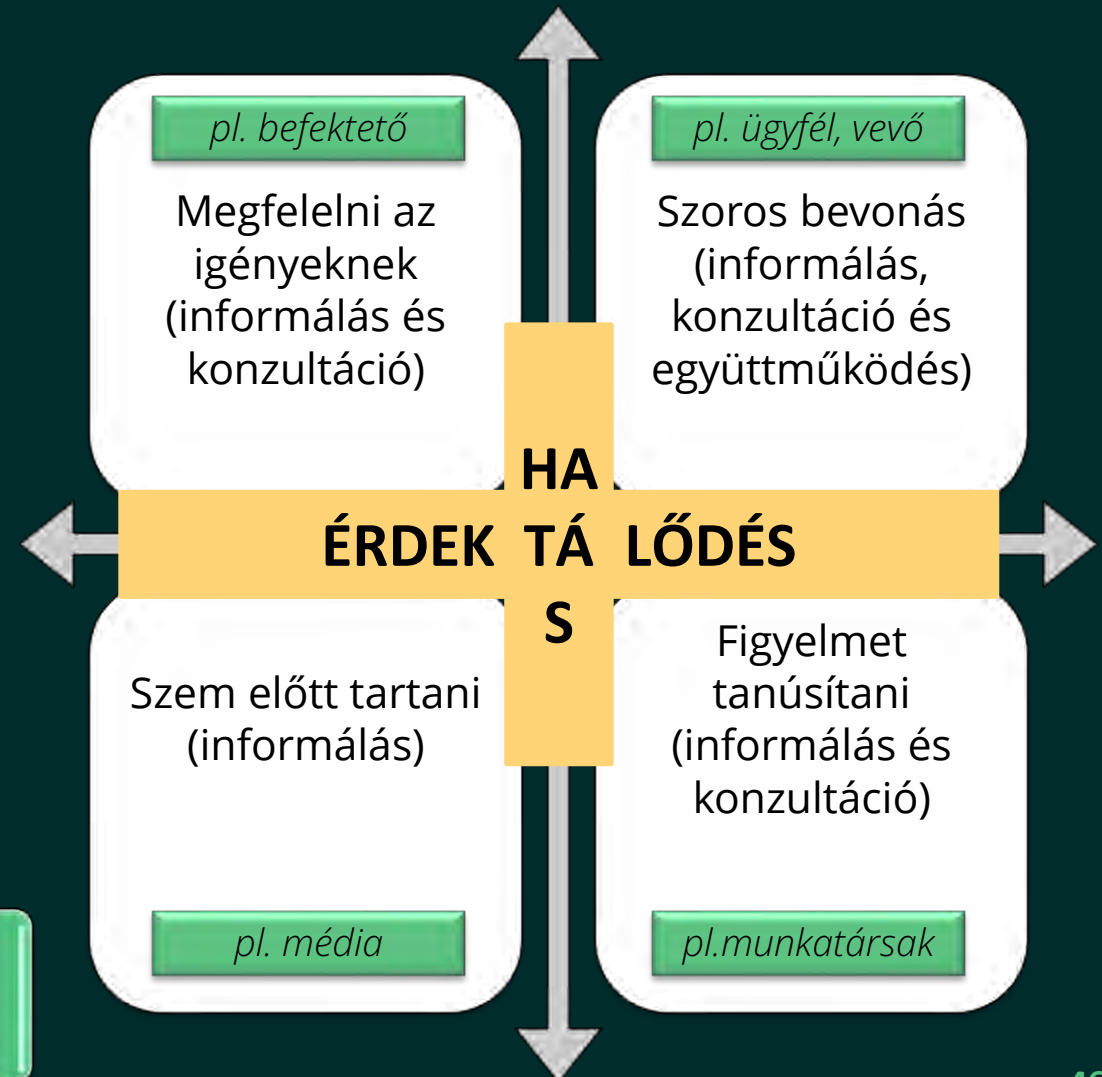 pl. befektető
Megfelelni az
igényeknek
(informálás és
konzultáció)
pl. ügyfél, vevő
Szoros bevonás
(informálás,
konzultáció és
együttműködés)
HA
ÉRDEK TÁ LŐDÉS
S
Szem előtt tartani
(informálás)
pl. média
Figyelmet
tanúsítani
(informálás és
konzultáció)
pl.munkatársak